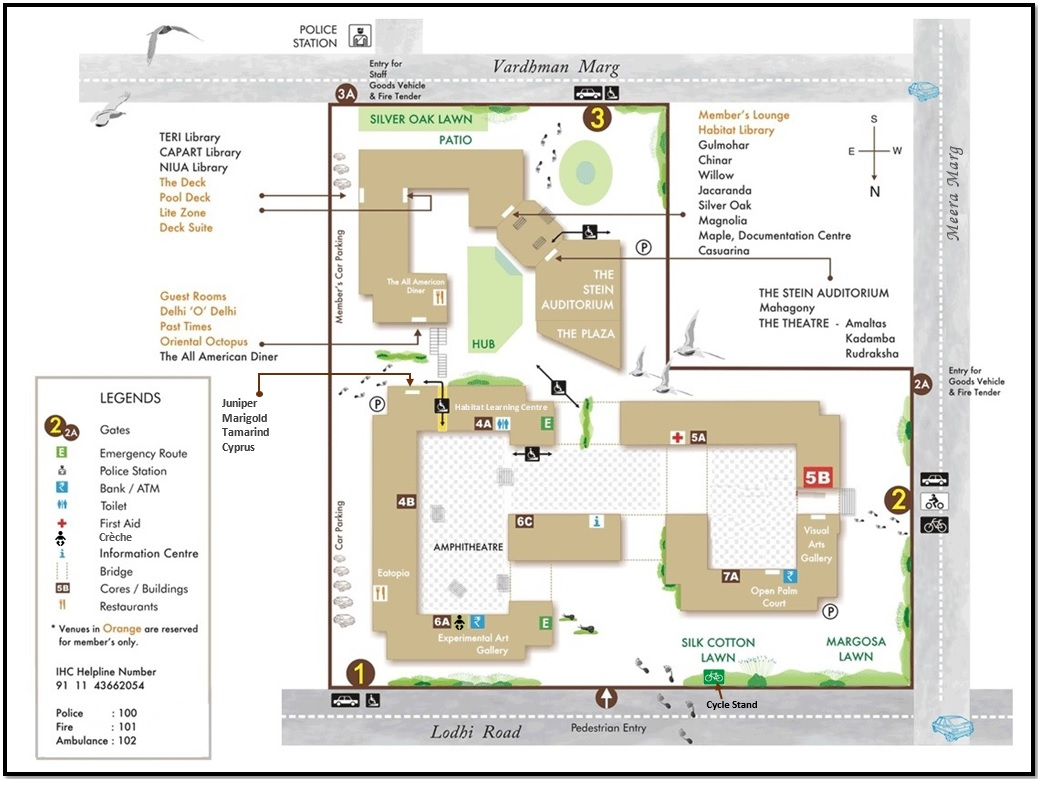 POLICE
STATION
Vardhman Marg
Entry for
Staff
Goods Vehicle
& Fire Tender
3A
3
SILVER OAK LAWN
PATIO
TERI Library
CAPART Library
NIUA Library
The Deck
Pool Deck
Lite Zone
Deck Suite
Member's Lounge
Habitat Library
Gulmohar
Chinar
Willow
Jacaranda
Silver Oak
Magnolia
Maple, Documentation Centre
Casuarina
S
E
W
N
Meera Marg
P
Member's Car Parking
The All American
Diner
THE
STEIN
AUDITORIUM
THE PLAZA
HUB
THE STEIN AUDITORIUM
Mahagony
THE THEATRE - Amaltas
Kadamba
Rudraksha
Guest Rooms
Delhi 'O' Delhi
Past Times
Oriental Octopus
The All American Diner
Juniper
Marigold
Tamarind
Cyprus
2A
Entry for
Goods Vehicle
& Fire Tender
P
Habitat Learning Centre
4A
E
5A
5B
2
4B
6C
i
AMPHITHEATRE
Visual
Arts
Gallery
Car Parking
Eatopia
7A
₹
Open Palm
Court
P
6A
₹
E
Experimental Art
Gallery
SILK COTTON
LAWN
MARGOSA
LAWN
1
Cycle Stand
Pedestrian Entry
Lodhi Road
LEGENDS
2 2A Gates
E Emergency Route
Police Station
₹ Bank / ATM
Toilet
First Aid
Crèche
i Information Centre
Bridge
5B Cores / Buildings
Restaurants
* Venues in Orange are reserved
for member's only.
IHC Helpline Number
91 11 43662054
Police : 100
Fire : 101
Ambulance : 102